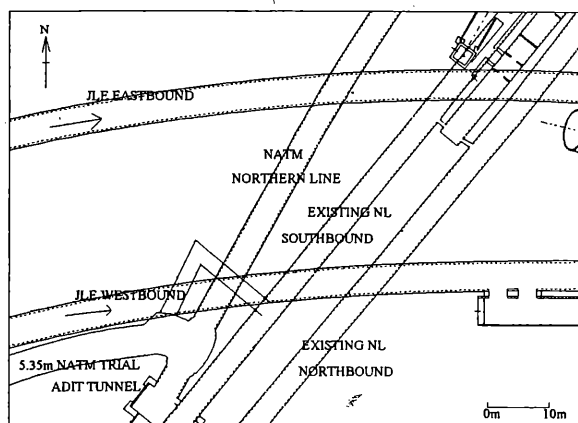 N
JLE EASTBOUND
NATM
NORTHERN LINE
EXISTING NL
SOUTHBOUND
JLE WESTBOUND
EXISTING NL
NORTHBOUND
5.35m NATM TRIAL
ADIT TUNNEL
0m 10m